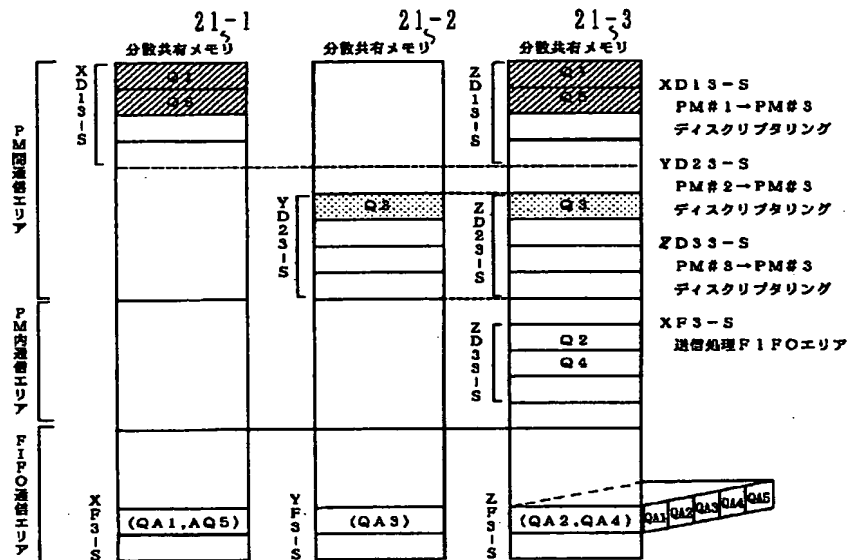 21-1
分散共有メモリ
21-2
分散共有メモリ
21-3
分散共有メモリ
PM間通信エリア
PM内通信エリア
FIFO通信エリア
XD13-S
Q1
Q5
ZD13-S
Q1
Q5
YD23-S
Q3
ZD23-S
Q3
ZD33-S
Q2
Q4
XF3-S
(QA1,AQ5)
YF3-S
(QA3)
ZF3-S
(QA2,QA4)
QA1
QA2
QA3
QA4
QA5
XD13-S
PM#1→PM#3
ディスクリプタリング
YD23-S
PM#2→PM#3
ディスクリプタリング
ZD33-S
PM#3→PM#3
ディスクリプタリング
XF3-S
送信処理FIFOエリア